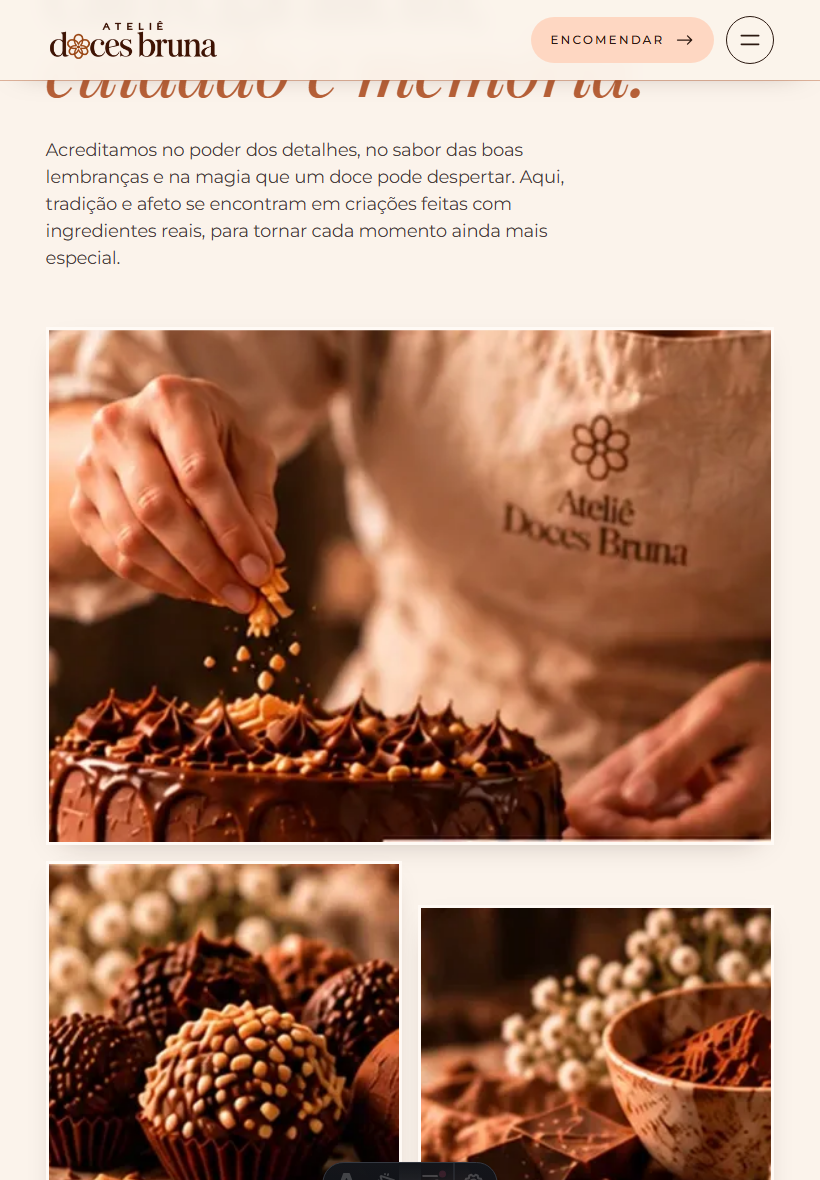 ATELIÊ
doces bruna
ENCOMENDAR
cuidado e memória.
Acreditamos no poder dos detalhes, no sabor das boas
lembranças e na magia que um doce pode despertar. Aqui,
tradição e afeto se encontram em criações feitas com
ingredientes reais, para tornar cada momento ainda mais
especial.
Ateliê
Doces Bruna